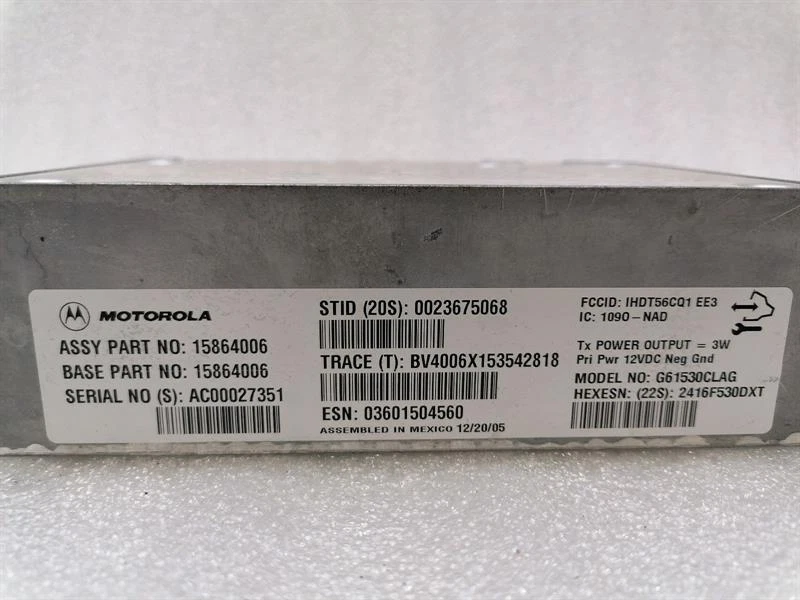 MOTOROLA
ASSY PART NO: 15864006
BASE PART NO: 15864006
SERIAL NO (S): AC00027351
STID (20S): 0023675068
TRACE (T): BV4006X153542818
ESN: 03601504560
ASSEMBLED IN MEXICO 12/20/05
FCCID: IHDT56CQ1 EE3
IC: 109O-NAD
Tx POWER OUTPUT = 3W
Pri Pwr 12VDC Neg Gnd
MODEL NO: G61530CLAG
HEXESN: (22S): 2416F530DXT